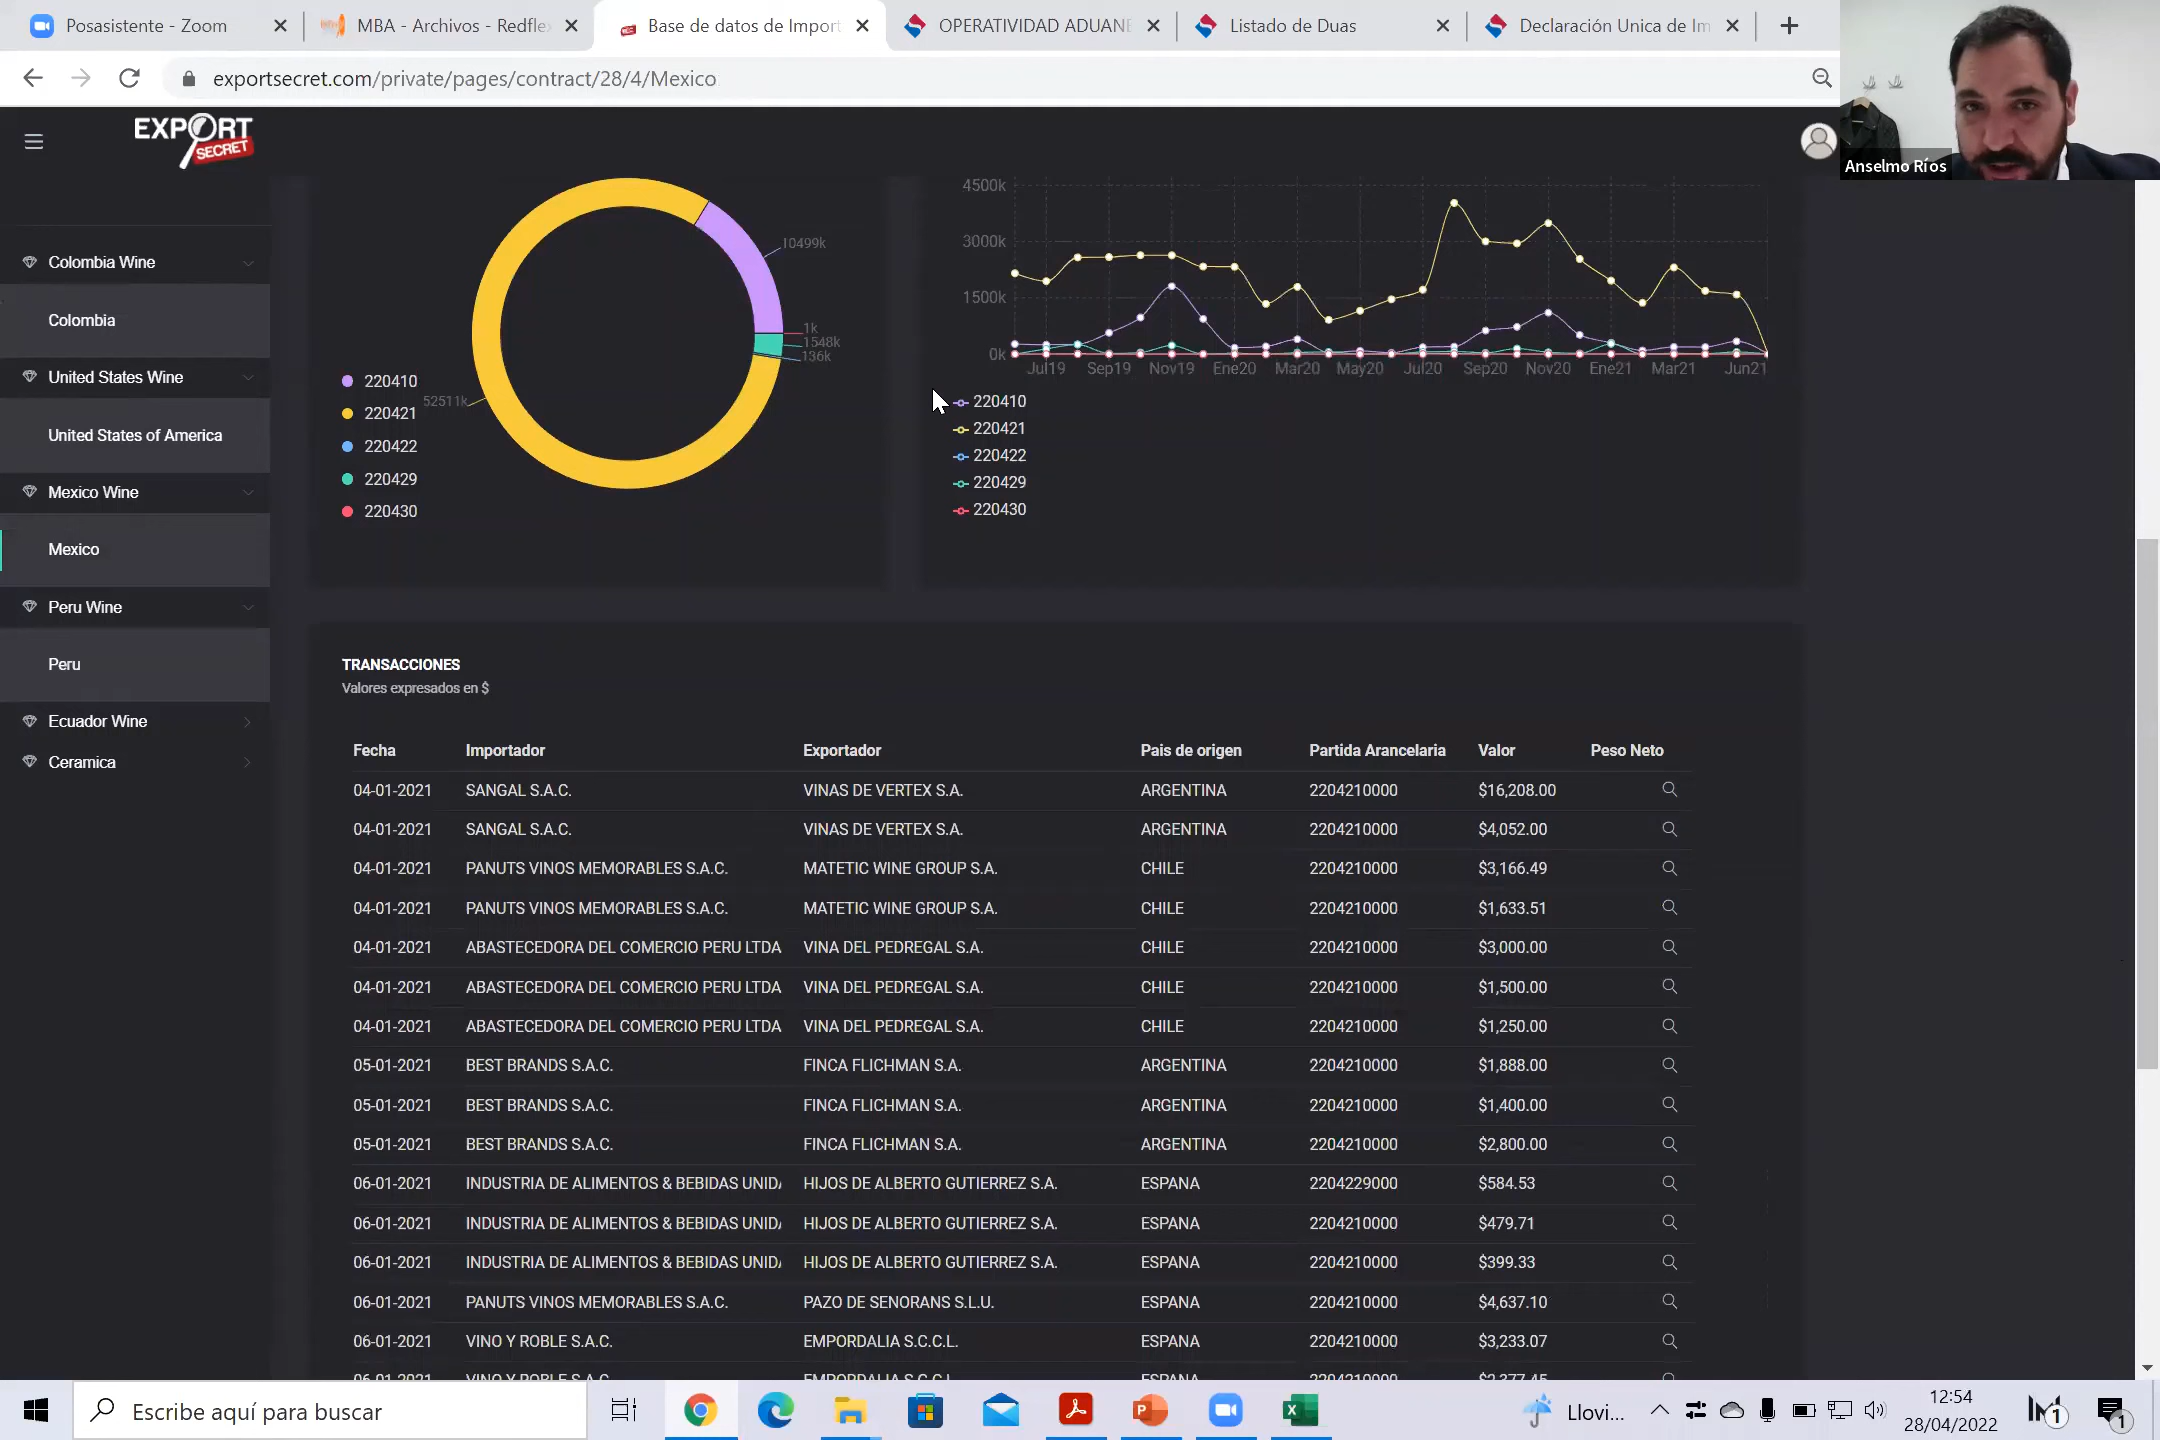 Posasistente - Zoom
MBA - Archivos - Redfle
Base de datos de Import
OPERATIVIDAD ADUANE
Listado de Duas
Declaración Unica de Im
exportsecret.com/private/pages/contract/28/4/Mexico
EXPORT
SECRET
Anselmo Ríos
Colombia Wine
Colombia
United States Wine
United States of America
Mexico Wine
Mexico
Peru Wine
Peru
Ecuador Wine
Ceramica
10499k
1k
1548k
136k
52511k
220410
220421
220422
220429
220430
4500k
3000k
1500k
0k
Jul19 Sep19 Nov19 Ene20 Mar20 May20 Jul20 Sep20 Nov20 Ene21 Mar21 Jun21
220410
220421
220422
220429
220430
TRANSACCIONES
Valores expresados en $
Fecha Importador Exportador Pais de origen Partida Arancelaria Valor Peso Neto
04-01-2021 SANGAL S.A.C. VINAS DE VERTEX S.A. ARGENTINA 2204210000 $16,208.00
04-01-2021 SANGAL S.A.C. VINAS DE VERTEX S.A. ARGENTINA 2204210000 $4,052.00
04-01-2021 PANUTS VINOS MEMORABLES S.A.C. MATETIC WINE GROUP S.A. CHILE 2204210000 $3,166.49
04-01-2021 PANUTS VINOS MEMORABLES S.A.C. MATETIC WINE GROUP S.A. CHILE 2204210000 $1,633.51
04-01-2021 ABASTECEDORA DEL COMERCIO PERU LTDA VINA DEL PEDREGAL S.A. CHILE 2204210000 $3,000.00
04-01-2021 ABASTECEDORA DEL COMERCIO PERU LTDA VINA DEL PEDREGAL S.A. CHILE 2204210000 $1,500.00
04-01-2021 ABASTECEDORA DEL COMERCIO PERU LTDA VINA DEL PEDREGAL S.A. CHILE 2204210000 $1,250.00
05-01-2021 BEST BRANDS S.A.C. FINCA FLICHMAN S.A. ARGENTINA 2204210000 $1,888.00
05-01-2021 BEST BRANDS S.A.C. FINCA FLICHMAN S.A. ARGENTINA 2204210000 $1,400.00
05-01-2021 BEST BRANDS S.A.C. FINCA FLICHMAN S.A. ARGENTINA 2204210000 $2,800.00
06-01-2021 INDUSTRIA DE ALIMENTOS & BEBIDAS UNID HIJOS DE ALBERTO GUTIERREZ S.A. ESPANA 2204229000 $584.53
06-01-2021 INDUSTRIA DE ALIMENTOS & BEBIDAS UNID HIJOS DE ALBERTO GUTIERREZ S.A. ESPANA 2204210000 $479.71
06-01-2021 INDUSTRIA DE ALIMENTOS & BEBIDAS UNID HIJOS DE ALBERTO GUTIERREZ S.A. ESPANA 2204210000 $399.33
06-01-2021 PANUTS VINOS MEMORABLES S.A.C. PAZO DE SENORANS S.L.U. ESPANA 2204210000 $4,637.10
06-01-2021 VINO Y ROBLE S.A.C. EMPORDALIA S.C.C.L. ESPANA 2204210000 $3,233.07
06-01-2021 VINO Y ROBLE S.A.C. EMPORDALIA S.C.C.L. ESPANA 2204210000 $2,377.45
Escribe aquí para buscar
Llovi...
12:54
28/04/2022
1
1